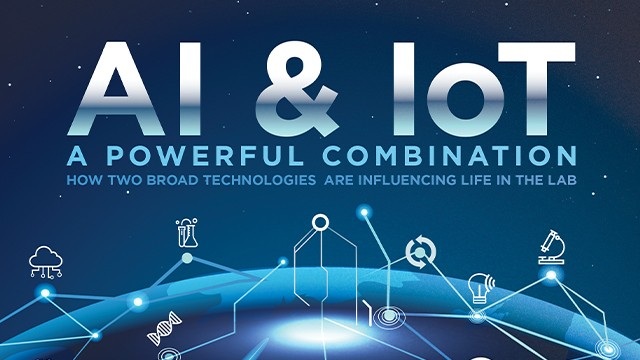 AI & IoT
A POWERFUL COMBINATION
HOW TWO BROAD TECHNOLOGIES ARE INFLUENCING LIFE IN THE LAB